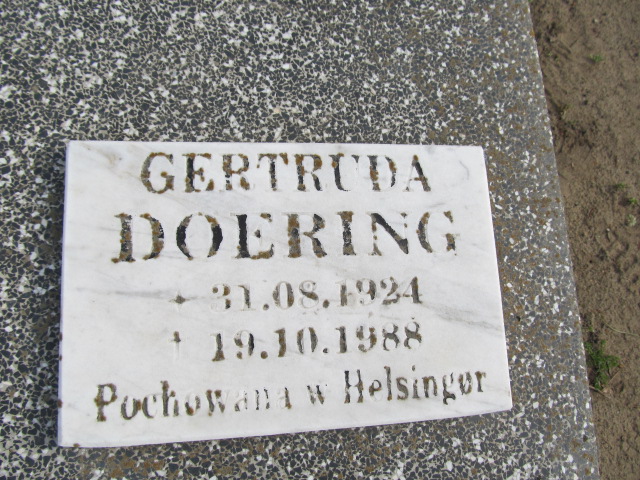 GERTRUDA
DOERING
✦ 31.08.1924
† 19.10.1988
Pochowana w Helsingør